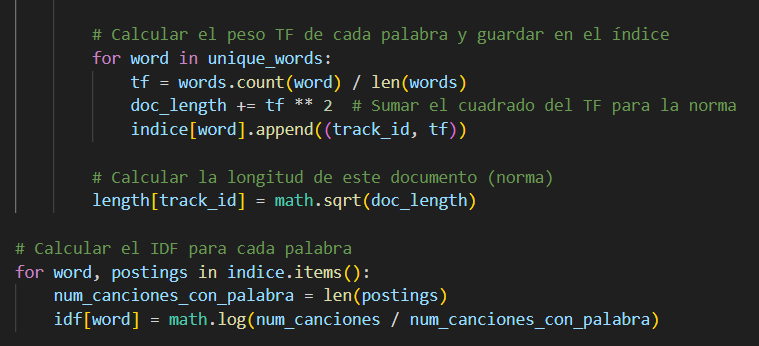 # Calcular el peso TF de cada palabra y guardar en el índice
for word in unique_words:
tf = words.count(word) / len(words)
doc_length += tf ** 2  # Sumar el cuadrado del TF para la norma
indice[word].append((track_id, tf))
# Calcular la longitud de este documento (norma)
length[track_id] = math.sqrt(doc_length)
# Calcular el IDF para cada palabra
for word, postings in indice.items():
num_canciones_con_palabra = len(postings)
idf[word] = math.log(num_canciones / num_canciones_con_palabra)